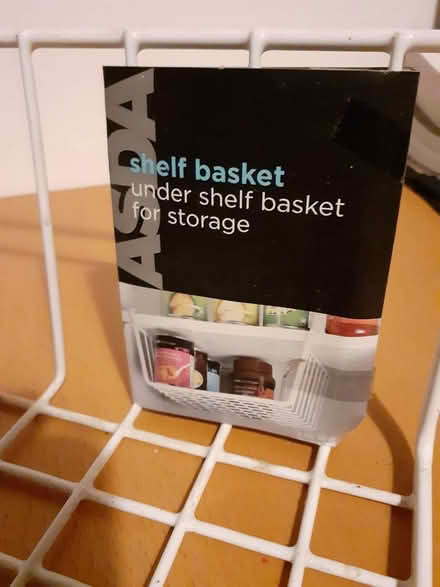 ASDA
shelf basket
under shelf basket
for storage